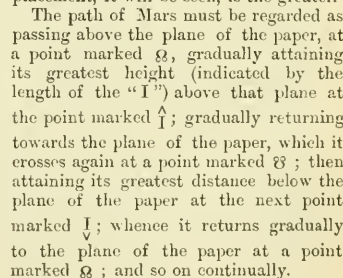 The path of Mars must be regarded as
passing above the plane of the paper, at
a point marked ☊, gradually attaining
its greatest height (indicated by the
length of the “I”) above that plane at
the point marked Î̭; gradually returning
towards the plane of the paper, which it
crosses again at a point marked ☋; then
attaining its greatest distance below the
plane of the paper at the next point
marked I̬; whence it returns gradually
to the plane of the paper at a point
marked ☊; and so on continually.